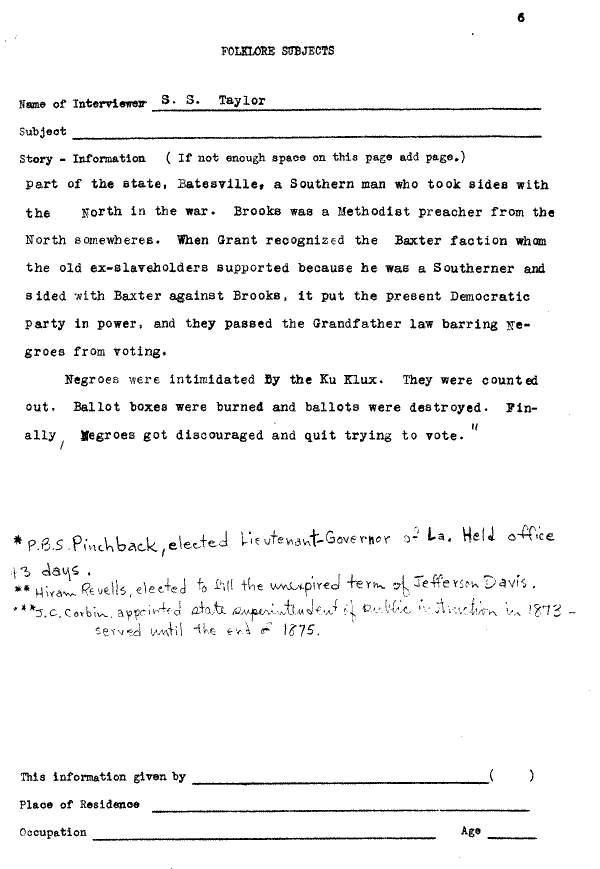 6
FOLKLORE SUBJECTS
Name of Interviewer S. S. Taylor
Subject
Story - Information ( If not enough space on this page add page.)
part of the state, Batesville, a Southern man who took sides with
the North in the war. Brooks was a Methodist preacher from the
North somewheres. When Grant recognized the Baxter faction whom
the old ex-slaveholders supported because he was a Southerner and
sided with Baxter against Brooks, it put the present Democratic
party in power, and they passed the Grandfather law barring Ne-
groes from voting.
Negroes were intimidated By the Ku Klux. They were counted
out. Ballot boxes were burned and ballots were destroyed. Fin-
ally, Negroes got discouraged and quit trying to vote."
* P.B.S. Pinchback, elected Lieutenant-Governor of La. Held office
43 days.
** Hiram Revells, elected to fill the unexpired term of Jefferson Davis.
*** J.C. Corbin, appointed state superintendent of public instruction in 1873 -
served until the end of 1875.
This information given by ( )
Place of Residence
Occupation Age